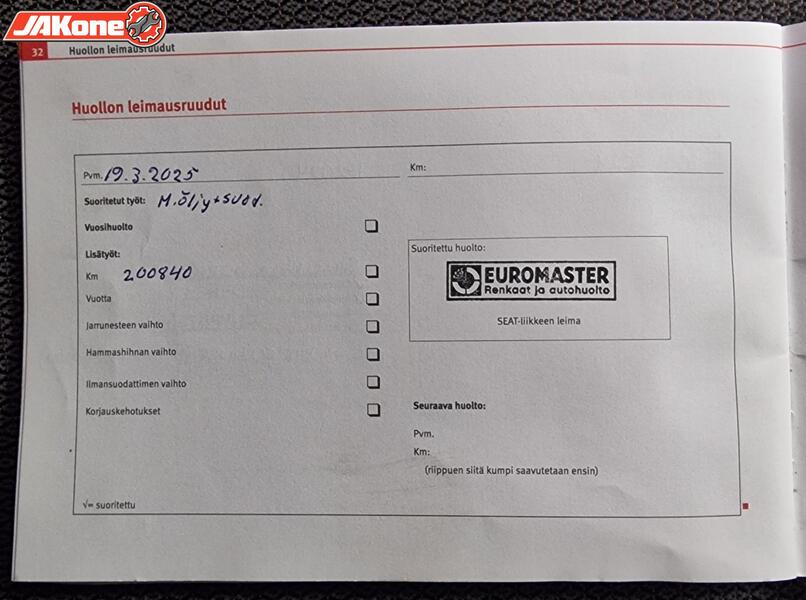 JAKone
32 Huollon leimausruudut
Huollon leimausruudut
Pvm. 19.3.2025
Km:
Suoritetut työt: M.öljy+suod.
Vuosihuolto
Lisätyöt:
Km 200840
Vuotta
Jarrunesteen vaihto
Hammashihnan vaihto
Ilmansuodattimen vaihto
Korjauskehotukset
√= suoritettu
Suoritettu huolto:
EUROMASTER
Renkaat ja autohuolto
SEAT-liikkeen leima
Seuraava huolto:
Pvm.
Km:
(riippuen siitä kumpi saavutetaan ensin)